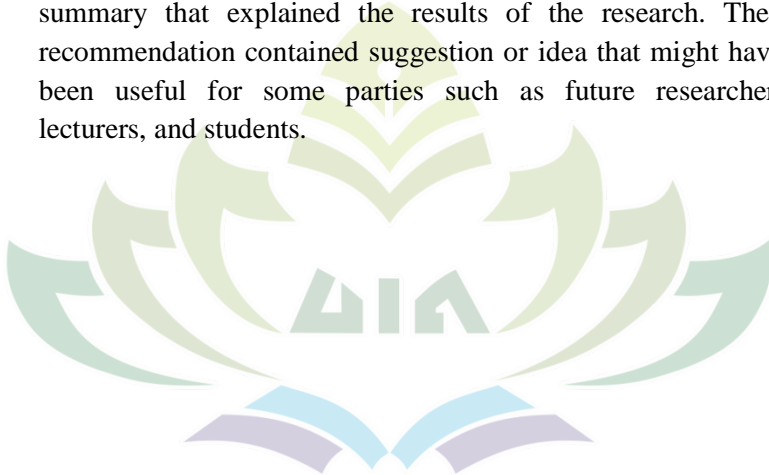 summary that explained the results of the research. The
recommendation contained suggestion or idea that might hav
been useful for some parties such as future researcher
lecturers, and students.
UIN